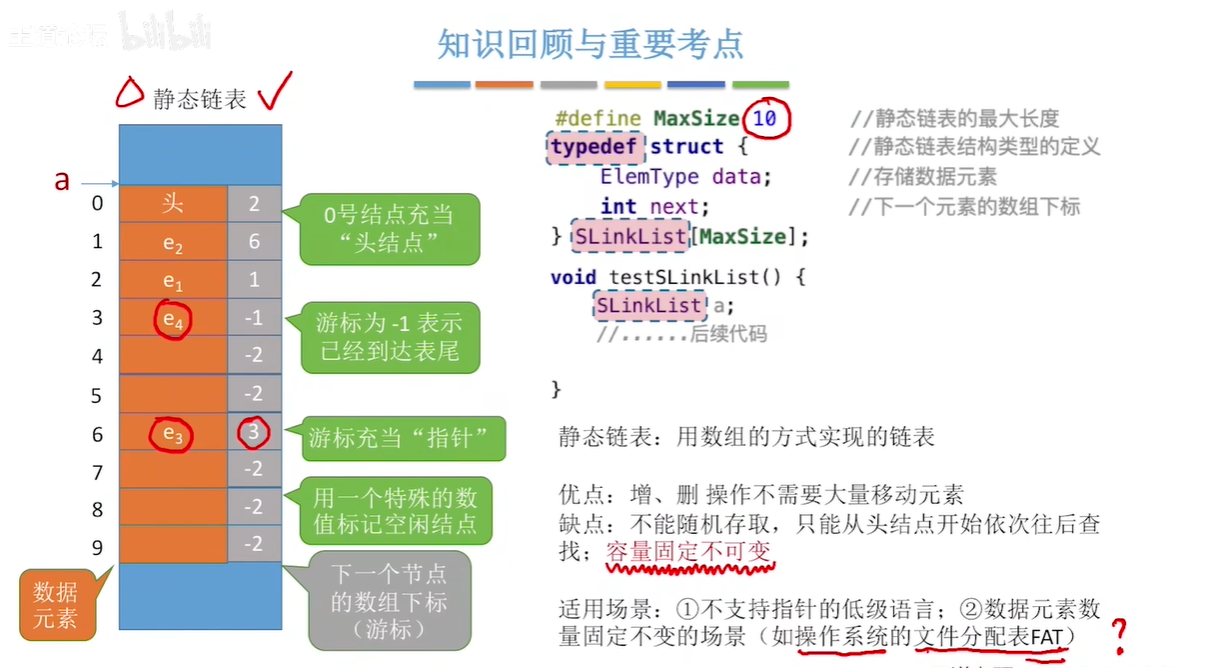 bilibili
知识回顾与重要考点
静态链表
a
0 头 2
1 e2 6
2 e1 1
3 e4 -1
4 -2
5 -2
6 e3 3
7 -2
8 -2
9 -2
0号结点充当
“头结点”
游标为 -1 表示
已经到达表尾
游标充当“指针”
用一个特殊的数
值标记空闲结点
下一个节点
的数组下标
（游标）
数据
元素
#define MaxSize 10 //静态链表的最大长度
typedef struct { //静态链表结构类型的定义
ElemType data; //存储数据元素
int next; //下一个元素的数组下标
} SLinkList[MaxSize];
void testSLinkList() {
SLinkList a;
//......后续代码
}
静态链表：用数组的方式实现的链表
优点：增、删 操作不需要大量移动元素
缺点：不能随机存取，只能从头结点开始依次往后查
找；容量固定不可变
适用场景：①不支持指针的低级语言；②数据元素数
量固定不变的场景（如操作系统的文件分配表FAT）
?